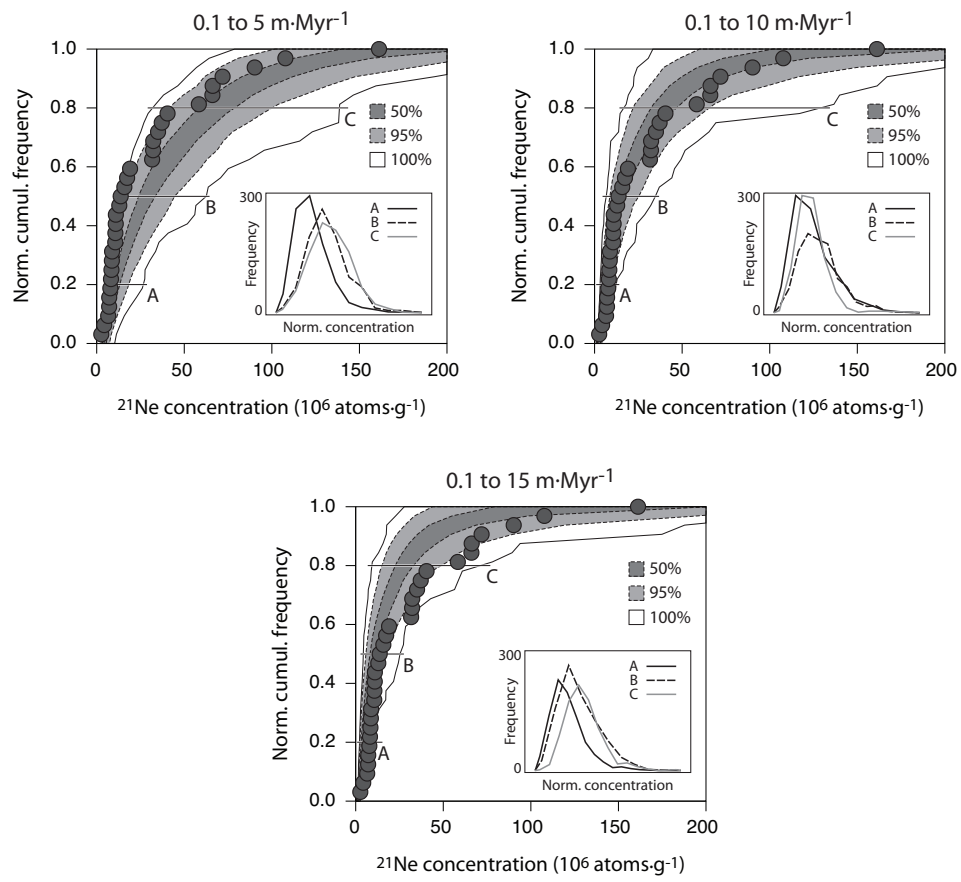 0.1 to 5 m·Myr-1
Norm. cumul. frequency
1.0
0.8
0.6
0.4
0.2
0.0
0
50
100
150
200
21Ne concentration (106 atoms·g-1)
50%
95%
100%
C
B
A
300
Frequency
0
A
B
C
Norm. concentration
0.1 to 10 m·Myr-1
Norm. cumul. frequency
1.0
0.8
0.6
0.4
0.2
0.0
0
50
100
150
200
21Ne concentration (106 atoms·g-1)
50%
95%
100%
C
B
A
300
Frequency
0
A
B
C
Norm. concentration
0.1 to 15 m·Myr-1
Norm. cumul. frequency
1.0
0.8
0.6
0.4
0.2
0.0
0
50
100
150
200
21Ne concentration (106 atoms·g-1)
50%
95%
100%
C
B
A
300
Frequency
0
A
B
C
Norm. concentration